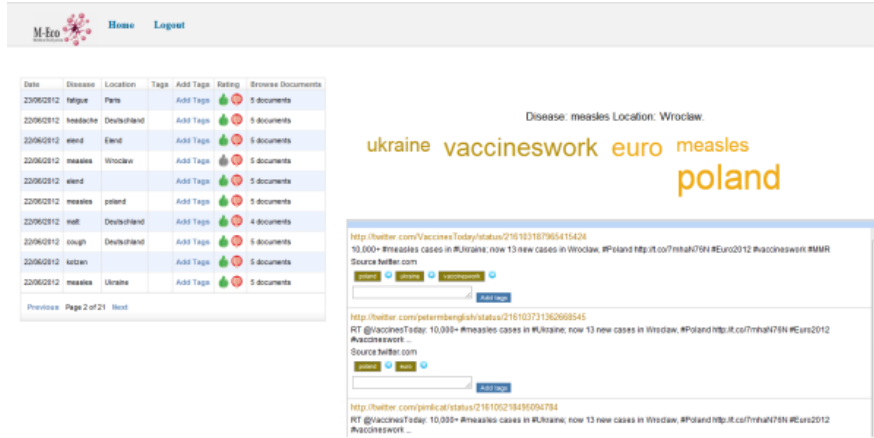 M-Eco
Home Logout
Date Disease Location Tags Add Tags Rating Browse Documents
23/06/2012 fatigue Paris Add Tags 5 documents
22/06/2012 headache Deutschland Add Tags 5 documents
22/06/2012 elend Elend Add Tags 5 documents
22/06/2012 measles Wroclaw Add Tags 5 documents
22/06/2012 elend Add Tags 5 documents
22/06/2012 measles poland Add Tags 5 documents
22/06/2012 matt Deutschland Add Tags 4 documents
22/06/2012 cough Deutschland Add Tags 5 documents
22/06/2012 kotzen Add Tags 5 documents
22/06/2012 measles Ukraine Add Tags 5 documents
Previous Page 2 of 21 Next
Disease: measles Location: Wroclaw.
ukraine vaccineswork euro measles
poland
http://twitter.com/VaccinesToday/status/216103187965415424
10,000+ #measles cases in #Ukraine; now 13 new cases in Wroclaw, #Poland http://t.co/7mhaN76N #Euro2012 #vaccineswork #MMR
Source:twitter.com
poland ukraine vaccineswork
Add tags
http://twitter.com/petermbenglish/status/216103731362668545
RT @VaccinesToday: 10,000+ #measles cases in #Ukraine; now 13 new cases in Wroclaw, #Poland http://t.co/7mhaN76N #Euro2012
#vaccineswork ...
Source:twitter.com
poland euro
Add tags
http://twitter.com/pimlicat/status/216105218495094784
RT @VaccinesToday: 10,000+ #measles cases in #Ukraine; now 13 new cases in Wroclaw, #Poland http://t.co/7mhaN76N #Euro2012
#vaccineswork ...